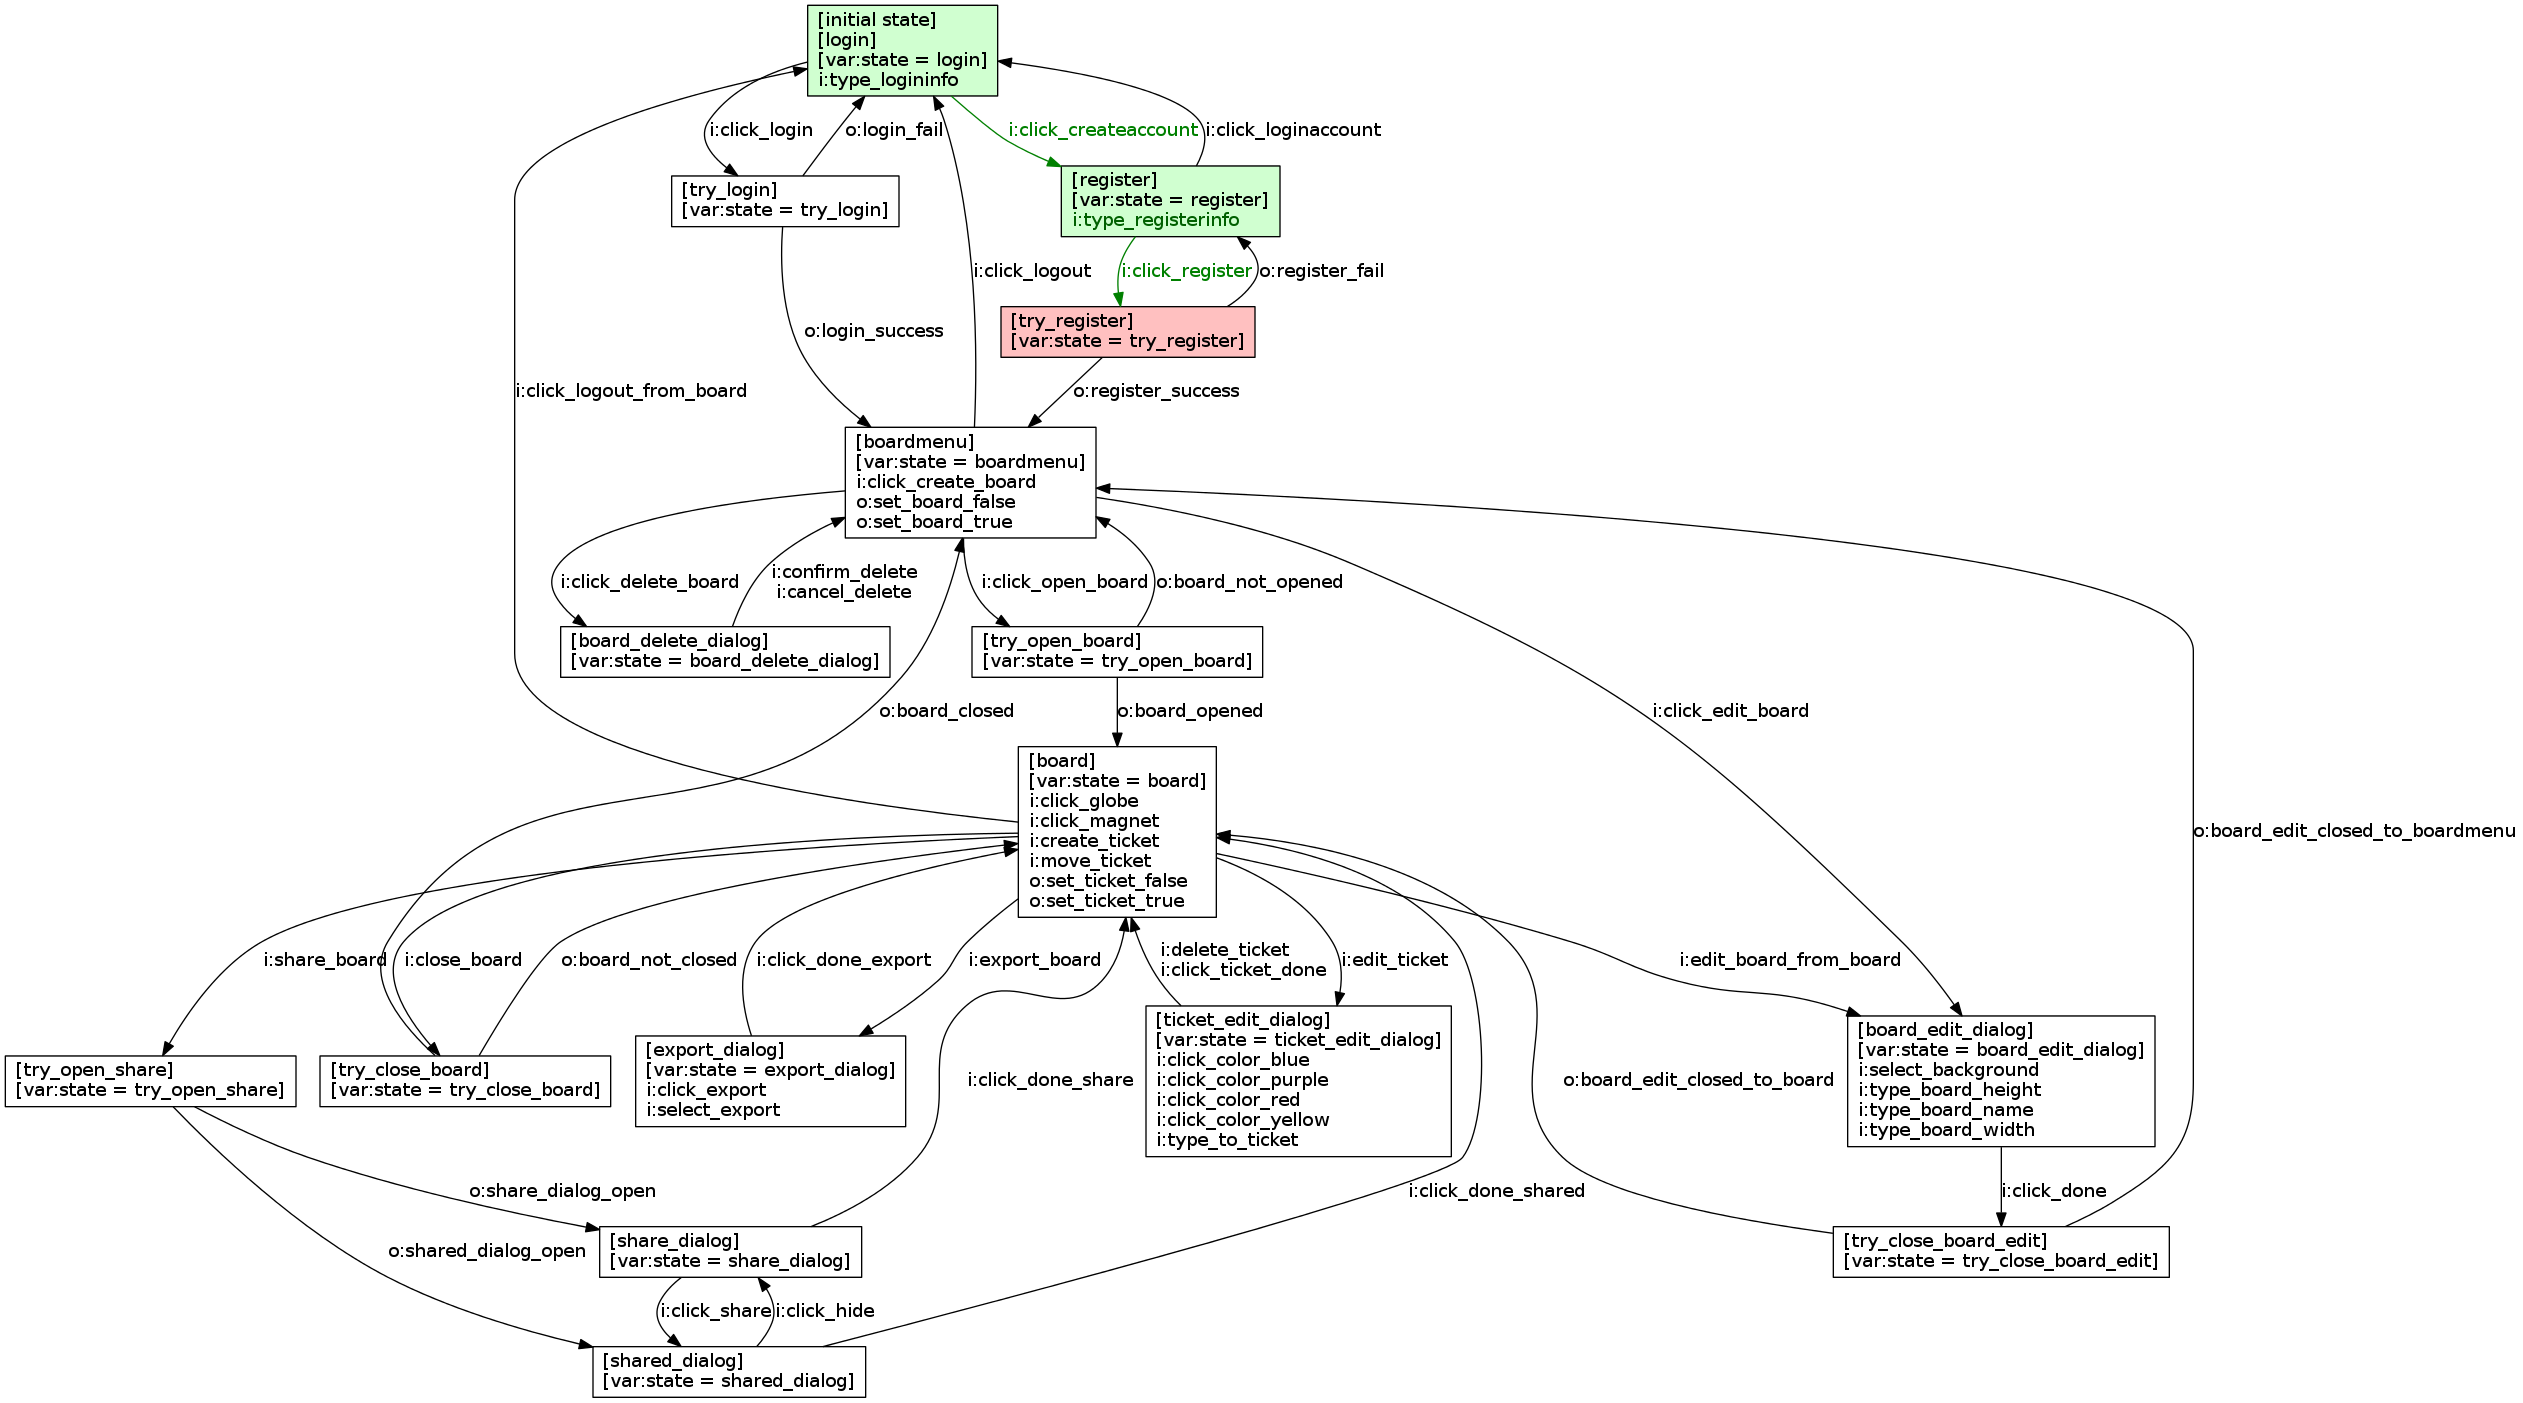 [initial state]
[login]
[var:state = login]
i:type_logininfo
i:click_login
o:login_fail
i:click_createaccount
i:click_loginaccount
[try_login]
[var:state = try_login]
[register]
[var:state = register]
i:type_registerinfo
i:click_logout
i:click_register
o:register_fail
[try_register]
[var:state = try_register]
o:login_success
i:click_logout_from_board
o:register_success
[boardmenu]
[var:state = boardmenu]
i:click_create_board
o:set_board_false
o:set_board_true
i:click_delete_board
i:confirm_delete
i:cancel_delete
i:click_open_board
o:board_not_opened
[board_delete_dialog]
[var:state = board_delete_dialog]
[try_open_board]
[var:state = try_open_board]
o:board_closed
o:board_opened
i:click_edit_board
[board]
[var:state = board]
i:click_globe
i:click_magnet
i:create_ticket
i:move_ticket
o:set_ticket_false
o:set_ticket_true
o:board_edit_closed_to_boardmenu
i:share_board
i:close_board
o:board_not_closed
i:click_done_export
i:export_board
i:delete_ticket
i:click_ticket_done
i:edit_ticket
i:edit_board_from_board
[try_open_share]
[var:state = try_open_share]
[try_close_board]
[var:state = try_close_board]
[export_dialog]
[var:state = export_dialog]
i:click_export
i:select_export
i:click_done_share
[ticket_edit_dialog]
[var:state = ticket_edit_dialog]
i:click_color_blue
i:click_color_purple
i:click_color_red
i:click_color_yellow
i:type_to_ticket
o:board_edit_closed_to_board
[board_edit_dialog]
[var:state = board_edit_dialog]
i:select_background
i:type_board_height
i:type_board_name
i:type_board_width
o:share_dialog_open
i:click_done_shared
i:click_done
o:shared_dialog_open
[share_dialog]
[var:state = share_dialog]
[try_close_board_edit]
[var:state = try_close_board_edit]
i:click_share
i:click_hide
[shared_dialog]
[var:state = shared_dialog]